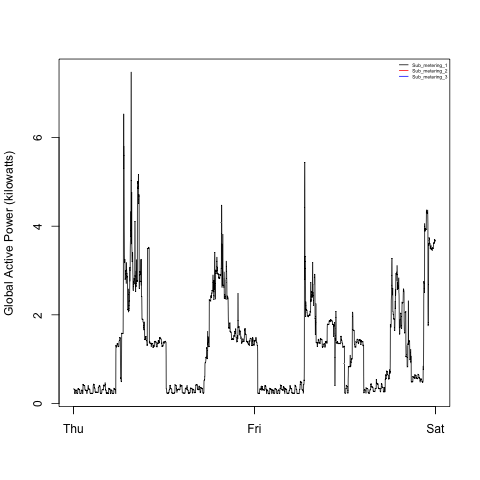 Sub_metering_1
Sub_metering_2
Sub_metering_3
Global Active Power (kilowatts)
6
4
2
0
Thu Fri Sat